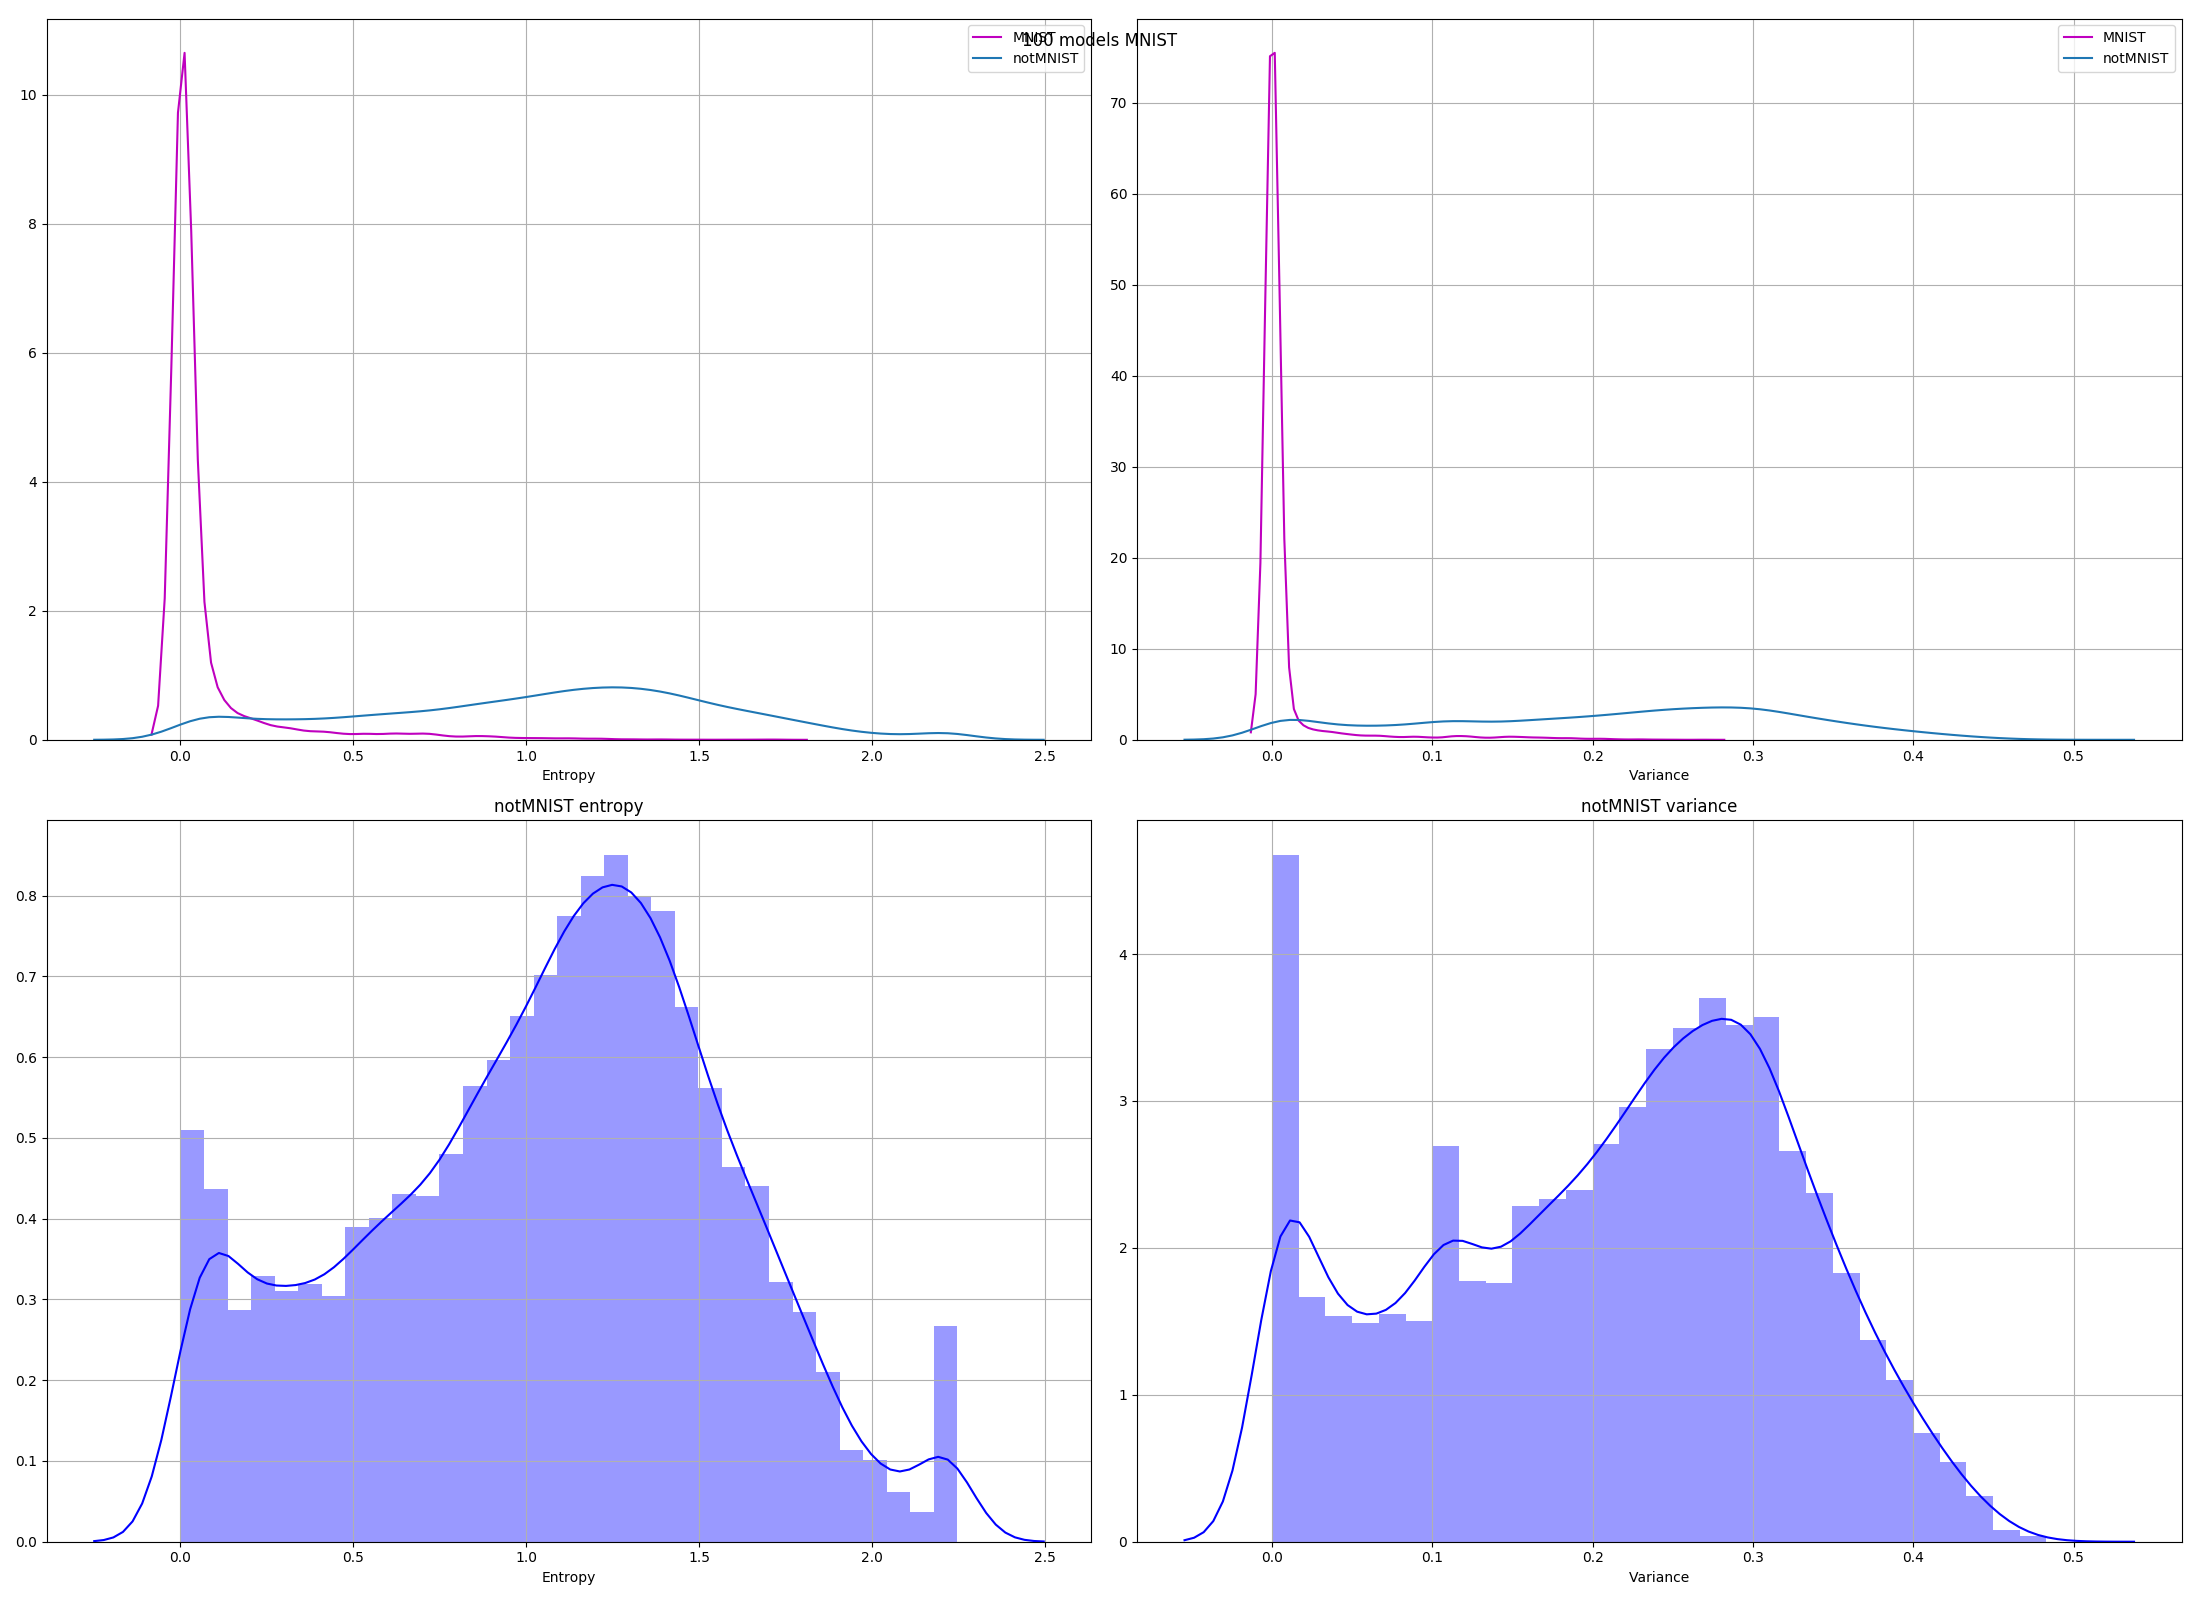 100 models MNIST
MNIST
notMNIST
10
8
6
4
2
0
0.0 0.5 1.0 1.5 2.0 2.5
Entropy
MNIST
notMNIST
70
60
50
40
30
20
10
0
0.0 0.1 0.2 0.3 0.4 0.5
Variance
notMNIST entropy
0.8
0.7
0.6
0.5
0.4
0.3
0.2
0.1
0.0
0.0 0.5 1.0 1.5 2.0 2.5
Entropy
notMNIST variance
4
3
2
1
0
0.0 0.1 0.2 0.3 0.4 0.5
Variance